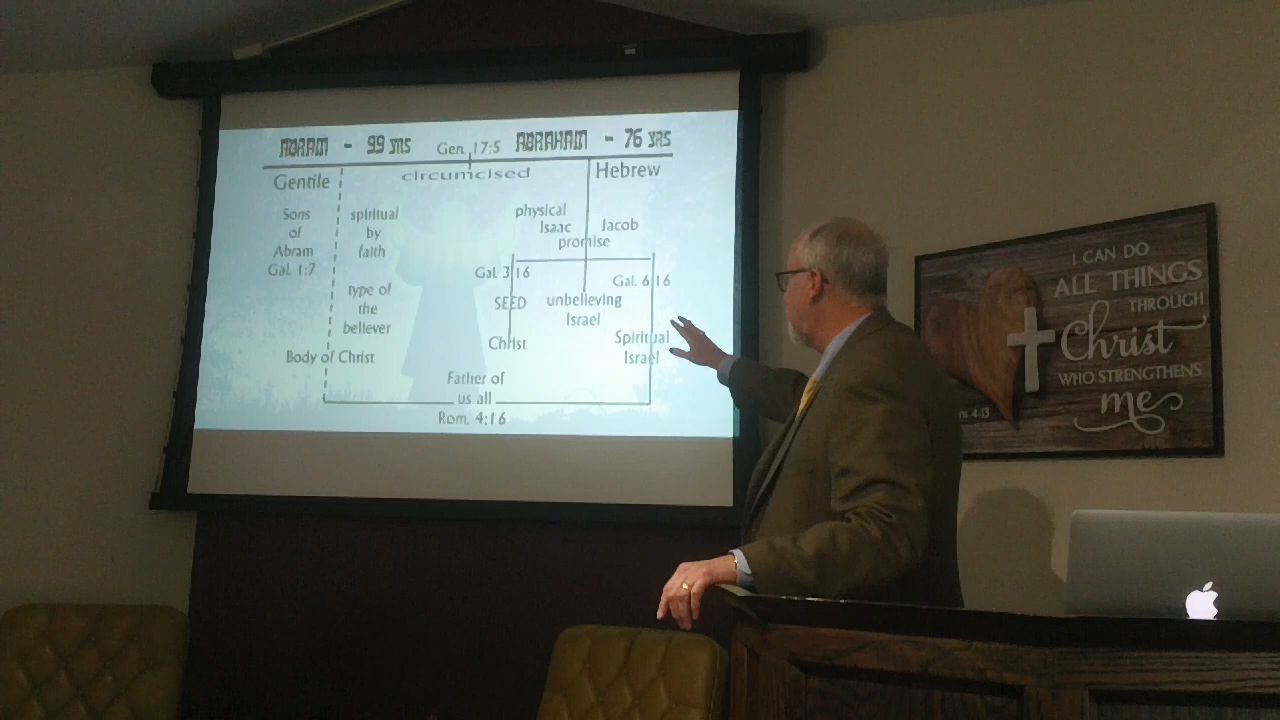 ABRAM - 99 YRS Gen. 17:5 ABRAHAM - 76 YRS
Gentile
circumcised
Hebrew
Sons
of
Abram
Gal. 1:7
spiritual
by
faith
type of
the
believer
Body of Christ
physical
Isaac
Jacob
promise
Gal. 3 16
SEED
Christ
unbelieving
Israel
Gal. 6 16
Spiritual
Israel
Father of
us all
Rom. 4:16
I CAN DO
ALL THINGS
THROUGH
Christ
WHO STRENGTHENS
me
4:13